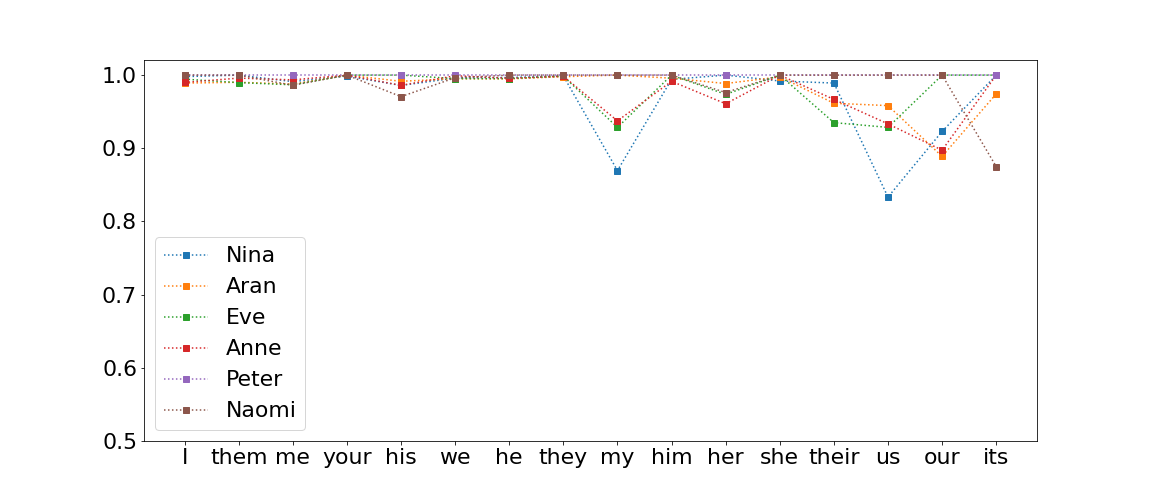 1.0
0.9
0.8
0.7
0.6
0.5
Nina
Aran
Eve
Anne
Peter
Naomi
I them me your his we he they my him her she their us our its